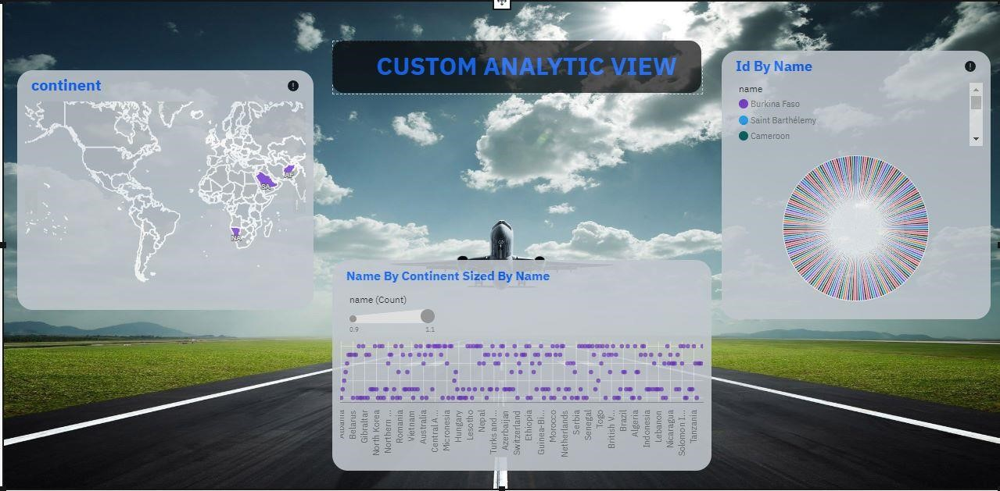 CUSTOM ANALYTIC VIEW
continent
SA
AF
NA
Id By Name
name
Burkina Faso
Saint Barthélemy
Cameroon
Name By Continent Sized By Name
name (Count)
0.9
1.1
Albania
Belarus
Gibraltar
North Korea
Northern ...
Romania
Vietnam
Australia
Central A...
Micronesia
Hungary
Lesotho
Nepal
Turks and...
Azerbaijan
Switzerland
Ethiopia
Guinea-Bi...
Morocco
Netherlands
Serbia
Senegal
Togo
British V...
Brazil
Algeria
Indonesia
Lebanon
Nicaragua
Solomon I...
Tanzania